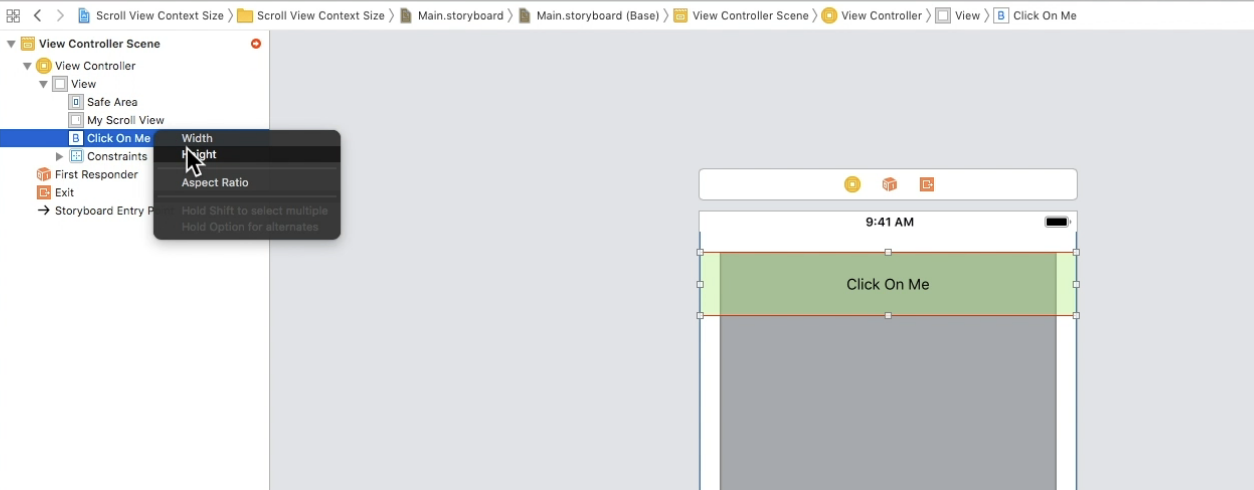 Scroll View Context Size Scroll View Context Size Main.storyboard Main.storyboard (Base) View Controller Scene View Controller View B Click On Me
View Controller Scene
View Controller
View
Safe Area
My Scroll View
B Click On Me
Constraints
First Responder
Exit
Storyboard Entry P
Width
Height
Aspect Ratio
Hold Shift to select multiple
Hold Option for alternates
9:41 AM
Click On Me